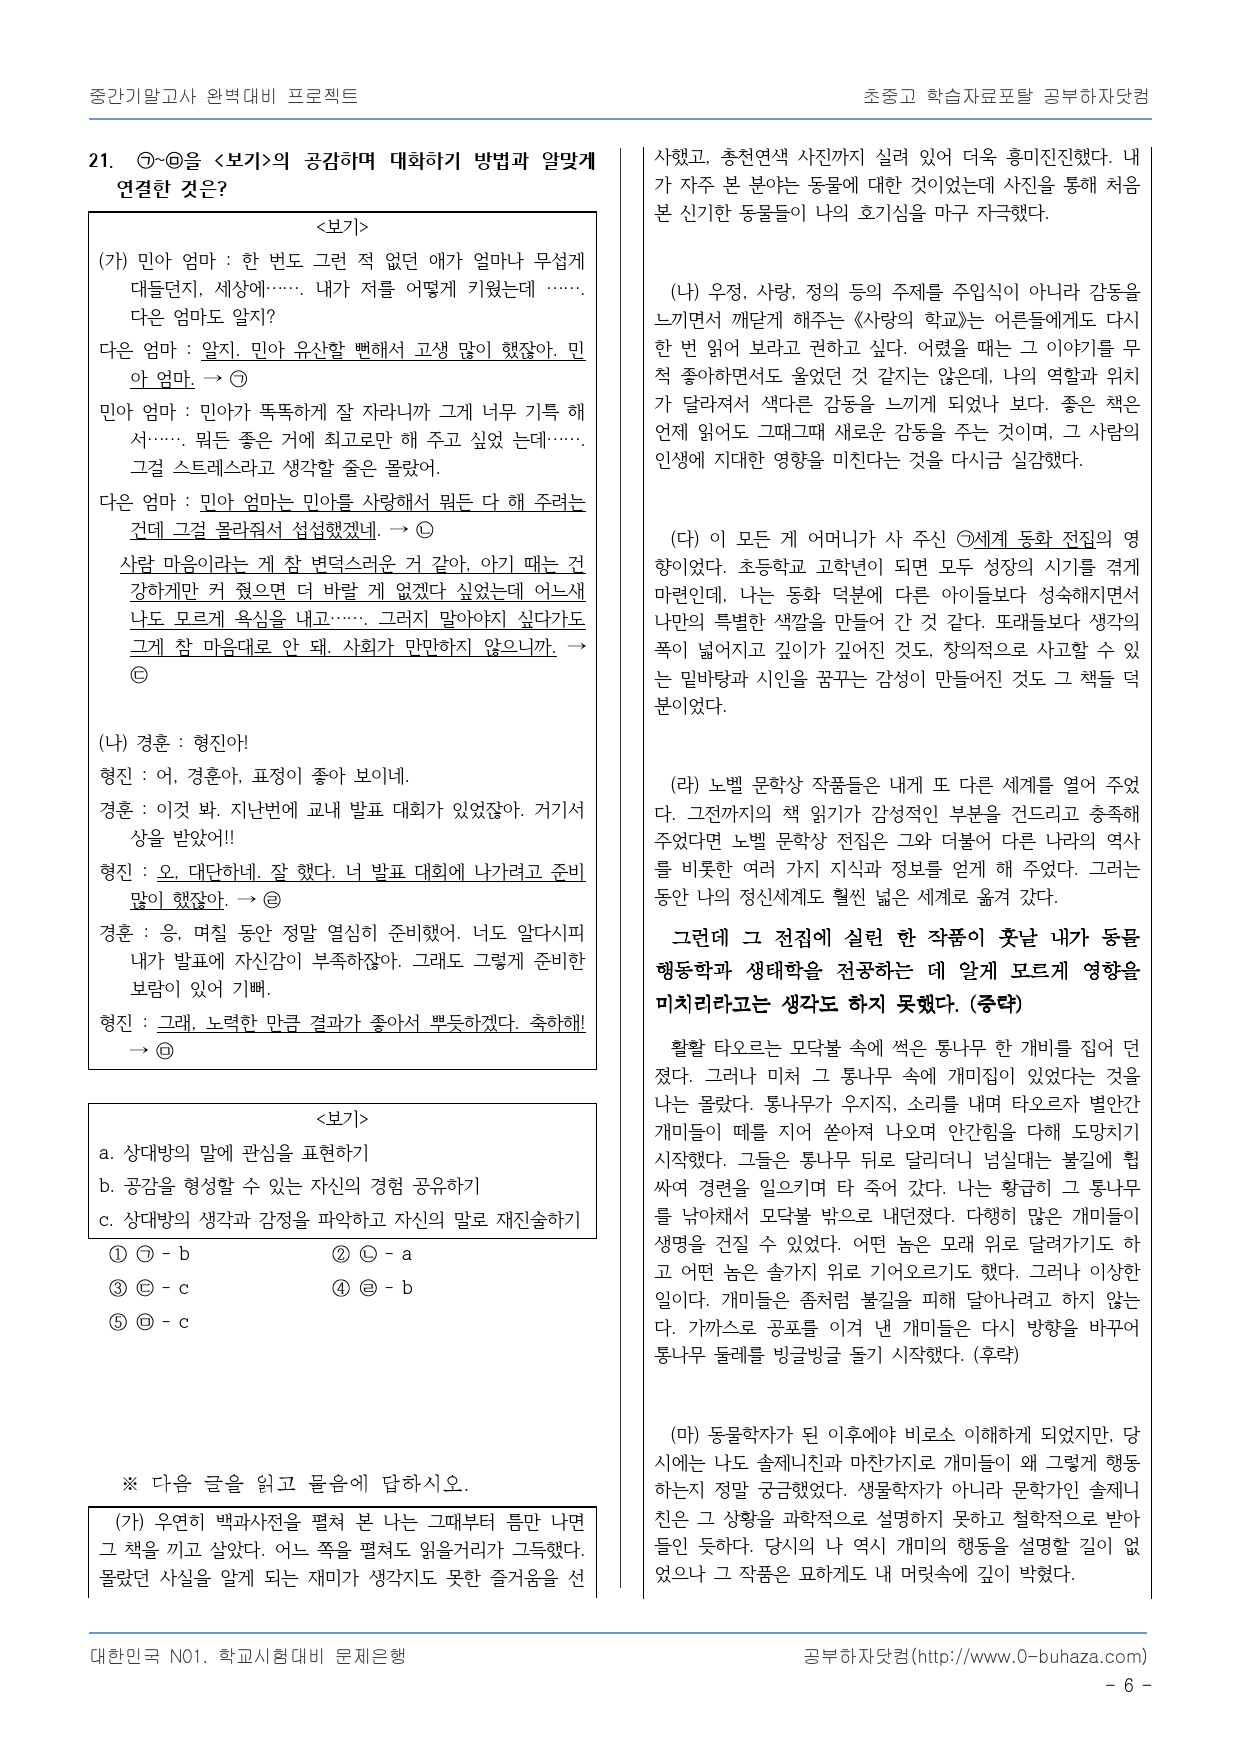 중간기말고사 완벽대비 프로젝트
초중고 학습자료포탈 공부하자닷컴
21. ㉠~㉤을 <보기>의 공감하며 대화하기 방법과 알맞게
연결한 것은?
<보기>
(가) 민아 엄마 : 한 번도 그런 적 없던 애가 얼마나 무섭게
대들던지, 세상에……. 내가 저를 어떻게 키웠는데 …….
다은 엄마도 알지?
다은 엄마 : 알지. 민아 유산할 뻔해서 고생 많이 했잖아. 민
아 엄마. → ㉠
민아 엄마 : 민아가 똑똑하게 잘 자라니까 그게 너무 기특 해
서……. 뭐든 좋은 거에 최고로만 해 주고 싶었 는데…….
그걸 스트레스라고 생각할 줄은 몰랐어.
다은 엄마 : 민아 엄마는 민아를 사랑해서 뭐든 다 해 주려는
건데 그걸 몰라줘서 섭섭했겠네. → ㉡
사람 마음이라는 게 참 변덕스러운 거 같아, 아기 때는 건
강하게만 커 줬으면 더 바랄 게 없겠다 싶었는데 어느새
나도 모르게 욕심을 내고……. 그러지 말아야지 싶다가도
그게 참 마음대로 안 돼. 사회가 만만하지 않으니까. →
㉢
(나) 경훈 : 형진아!
형진 : 어, 경훈아, 표정이 좋아 보이네.
경훈 : 이것 봐. 지난번에 교내 발표 대회가 있었잖아. 거기서
상을 받았어!!
형진 : 오, 대단하네. 잘 했다. 너 발표 대회에 나가려고 준비
많이 했잖아. → ㉣
경훈 : 응, 며칠 동안 정말 열심히 준비했어. 너도 알다시피
내가 발표에 자신감이 부족하잖아. 그래도 그렇게 준비한
보람이 있어 기뻐.
형진 : 그래, 노력한 만큼 결과가 좋아서 뿌듯하겠다. 축하해!
→ ㉤
<보기>
a. 상대방의 말에 관심을 표현하기
b. 공감을 형성할 수 있는 자신의 경험 공유하기
c. 상대방의 생각과 감정을 파악하고 자신의 말로 재진술하기
① ㉠ - b ② ㉡ - a
③ ㉢ - c ④ ㉣ - b
⑤ ㉤ - c
※ 다음 글을 읽고 물음에 답하시오.
(가) 우연히 백과사전을 펼쳐 본 나는 그때부터 틈만 나면
그 책을 끼고 살았다. 어느 쪽을 펼쳐도 읽을거리가 그득했다.
몰랐던 사실을 알게 되는 재미가 생각지도 못한 즐거움을 선
사했고, 총천연색 사진까지 실려 있어 더욱 흥미진진했다. 내
가 자주 본 분야는 동물에 대한 것이었는데 사진을 통해 처음
본 신기한 동물들이 나의 호기심을 마구 자극했다.
(나) 우정, 사랑, 정의 등의 주제를 주입식이 아니라 감동을
느끼면서 깨닫게 해주는 《사랑의 학교》는 어른들에게도 다시
한 번 읽어 보라고 권하고 싶다. 어렸을 때는 그 이야기를 무
척 좋아하면서도 울었던 것 같지는 않은데, 나의 역할과 위치
가 달라져서 색다른 감동을 느끼게 되었나 보다. 좋은 책은
언제 읽어도 그때그때 새로운 감동을 주는 것이며, 그 사람의
인생에 지대한 영향을 미친다는 것을 다시금 실감했다.
(다) 이 모든 게 어머니가 사 주신 ㉠세계 동화 전집의 영
향이었다. 초등학교 고학년이 되면 모두 성장의 시기를 겪게
마련인데, 나는 동화 덕분에 다른 아이들보다 성숙해지면서
나만의 특별한 색깔을 만들어 간 것 같다. 또래들보다 생각의
폭이 넓어지고 깊이가 깊어진 것도, 창의적으로 사고할 수 있
는 밑바탕과 시인을 꿈꾸는 감성이 만들어진 것도 그 책들 덕
분이었다.
(라) 노벨 문학상 작품들은 내게 또 다른 세계를 열어 주었
다. 그전까지의 책 읽기가 감성적인 부분을 건드리고 충족해
주었다면 노벨 문학상 전집은 그와 더불어 다른 나라의 역사
를 비롯한 여러 가지 지식과 정보를 얻게 해 주었다. 그러는
동안 나의 정신세계도 훨씬 넓은 세계로 옮겨 갔다.
그런데 그 전집에 실린 한 작품이 훗날 내가 동물
행동학과 생태학을 전공하는 데 알게 모르게 영향을
미치리라고는 생각도 하지 못했다. (중략)
활활 타오르는 모닥불 속에 썩은 통나무 한 개비를 집어 던
졌다. 그러나 미처 그 통나무 속에 개미집이 있었다는 것을
나는 몰랐다. 통나무가 우지직, 소리를 내며 타오르자 별안간
개미들이 떼를 지어 쏟아져 나오며 안간힘을 다해 도망치기
시작했다. 그들은 통나무 뒤로 달리더니 넘실대는 불길에 휩
싸여 경련을 일으키며 타 죽어 갔다. 나는 황급히 그 통나무
를 낚아채서 모닥불 밖으로 내던졌다. 다행히 많은 개미들이
생명을 건질 수 있었다. 어떤 놈은 모래 위로 달려가기도 하
고 어떤 놈은 솔가지 위로 기어오르기도 했다. 그러나 이상한
일이다. 개미들은 좀처럼 불길을 피해 달아나려고 하지 않는
다. 가까스로 공포를 이겨 낸 개미들은 다시 방향을 바꾸어
통나무 둘레를 빙글빙글 돌기 시작했다. (후략)
(마) 동물학자가 된 이후에야 비로소 이해하게 되었지만, 당
시에는 나도 솔제니친과 마찬가지로 개미들이 왜 그렇게 행동
하는지 정말 궁금했었다. 생물학자가 아니라 문학가인 솔제니
친은 그 상황을 과학적으로 설명하지 못하고 철학적으로 받아
들인 듯하다. 당시의 나 역시 개미의 행동을 설명할 길이 없
었으나 그 작품은 묘하게도 내 머릿속에 깊이 박혔다.
대한민국 N01. 학교시험대비 문제은행
공부하자닷컴(http://www.0-buhaza.com)
- 6 -